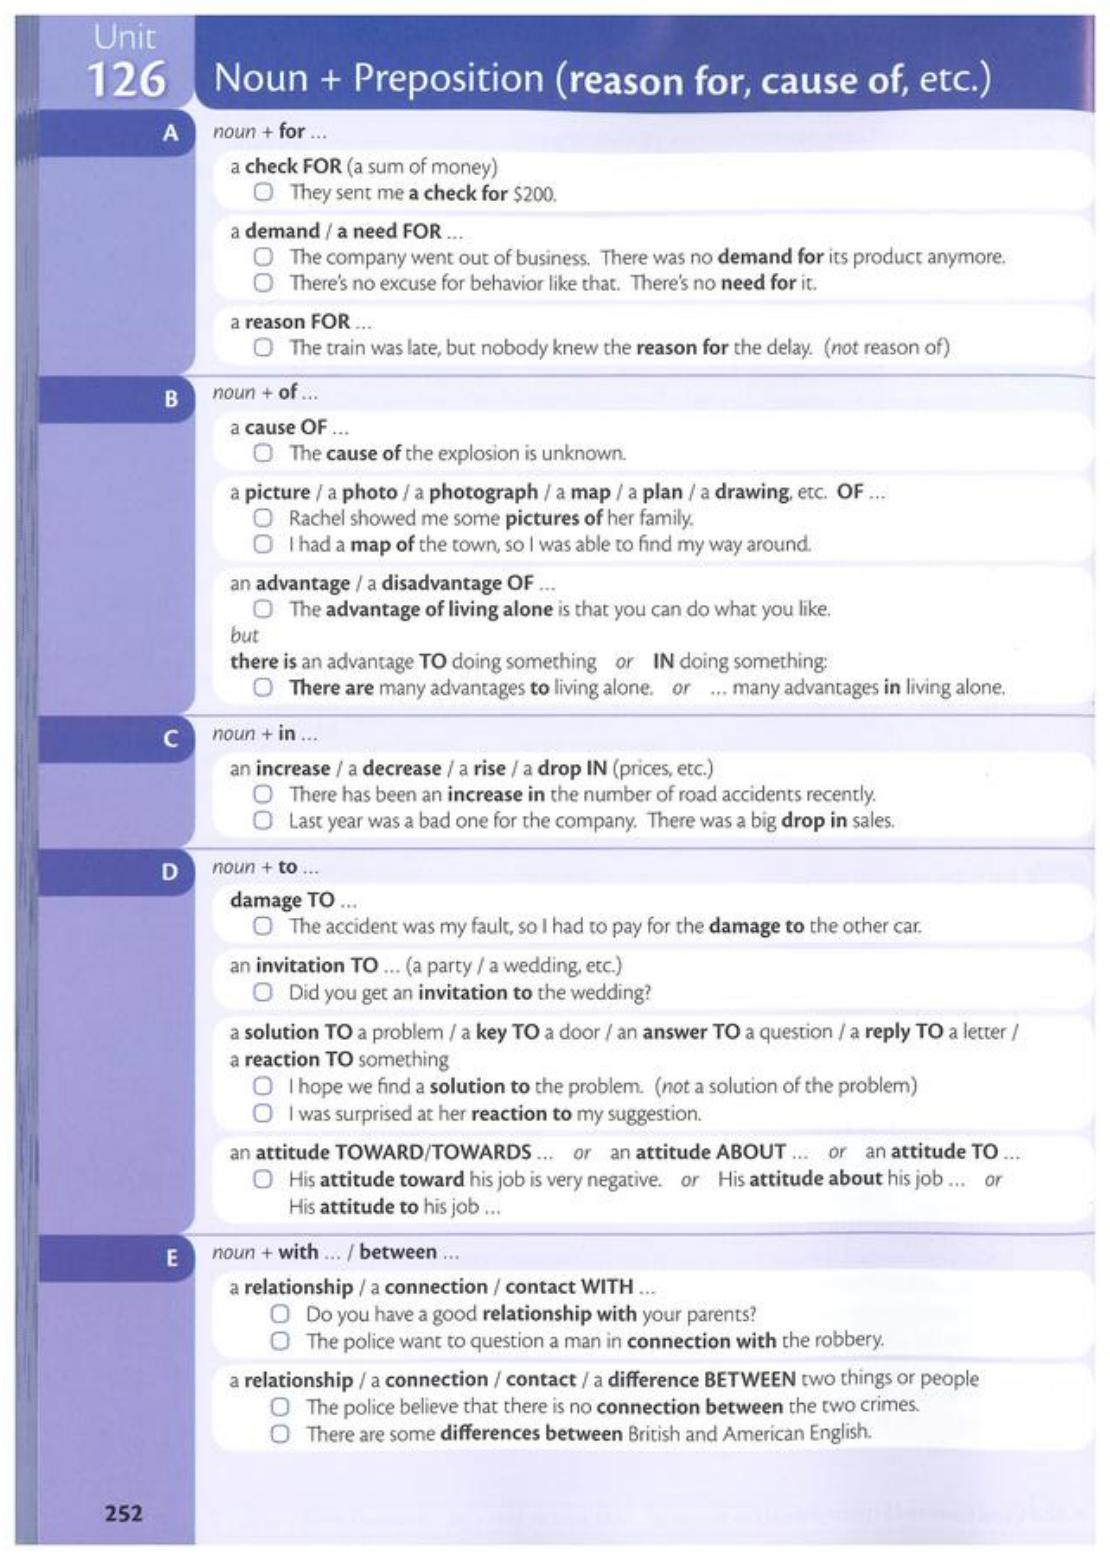 Unit
126
Noun + Preposition (reason for, cause of, etc.)
A
noun + for ...
a check FOR (a sum of money)
They sent me a check for $200.
a demand / a need FOR ...
The company went out of business. There was no demand for its product anymore.
There's no excuse for behavior like that. There's no need for it.
a reason FOR ...
The train was late, but nobody knew the reason for the delay. (not reason of)
B
noun + of ...
a cause OF ...
The cause of the explosion is unknown.
a picture / a photo / a photograph / a map / a plan / a drawing, etc. OF ...
Rachel showed me some pictures of her family.
I had a map of the town, so I was able to find my way around.
an advantage / a disadvantage OF ...
The advantage of living alone is that you can do what you like.
but
there is an advantage TO doing something or IN doing something:
There are many advantages to living alone. or ... many advantages in living alone.
C
noun + in ...
an increase / a decrease / a rise / a drop IN (prices, etc.)
There has been an increase in the number of road accidents recently.
Last year was a bad one for the company. There was a big drop in sales.
D
noun + to ...
damage TO ...
The accident was my fault, so I had to pay for the damage to the other car.
an invitation TO ... (a party / a wedding, etc.)
Did you get an invitation to the wedding?
a solution TO a problem / a key TO a door / an answer TO a question / a reply TO a letter /
a reaction TO something
I hope we find a solution to the problem. (not a solution of the problem)
I was surprised at her reaction to my suggestion.
an attitude TOWARD/TOWARDS ... or an attitude ABOUT ... or an attitude TO ...
His attitude toward his job is very negative. or His attitude about his job ... or
His attitude to his job ...
E
noun + with ... / between ...
a relationship / a connection / contact WITH ...
Do you have a good relationship with your parents?
The police want to question a man in connection with the robbery.
a relationship / a connection / contact / a difference BETWEEN two things or people
The police believe that there is no connection between the two crimes.
There are some differences between British and American English.
252